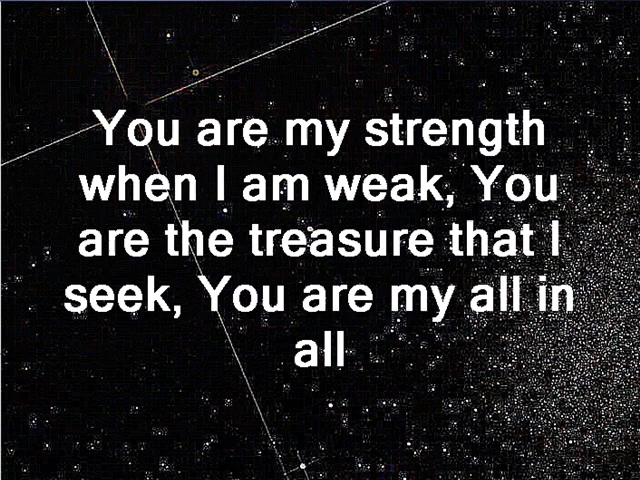 You are my strength
when I am weak, You
are the treasure that I
seek, You are my all in
all